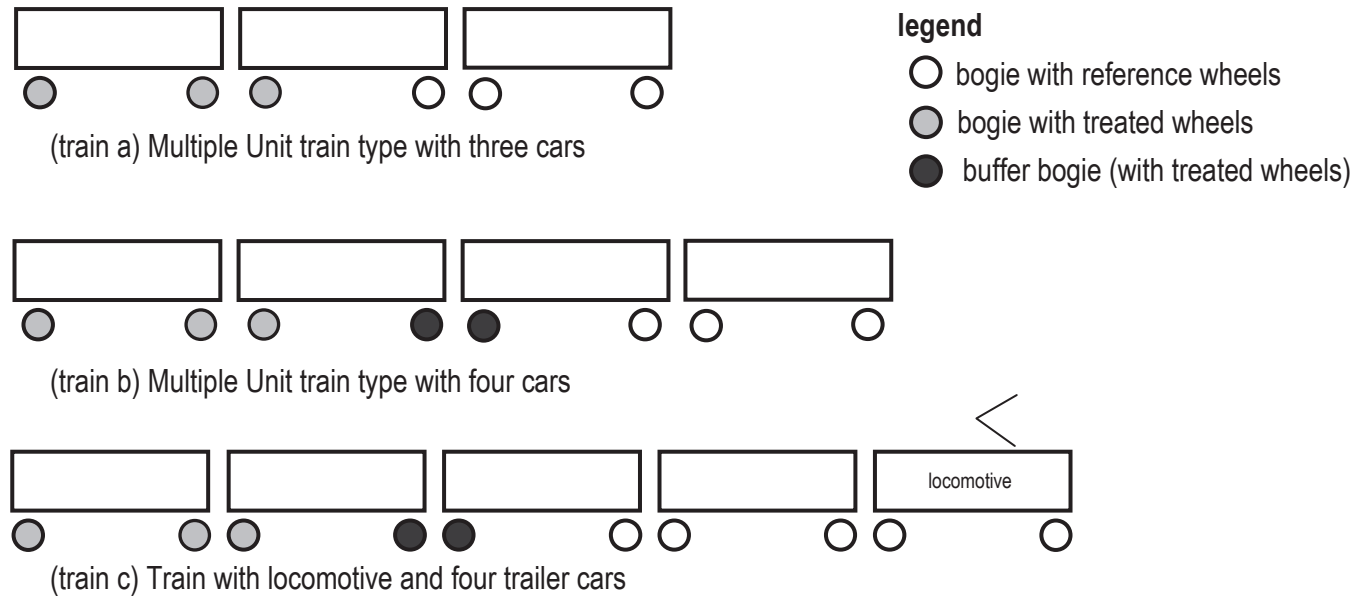 legend
bogie with reference wheels
bogie with treated wheels
buffer bogie (with treated wheels)
(train a) Multiple Unit train type with three cars
(train b) Multiple Unit train type with four cars
locomotive
(train c) Train with locomotive and four trailer cars